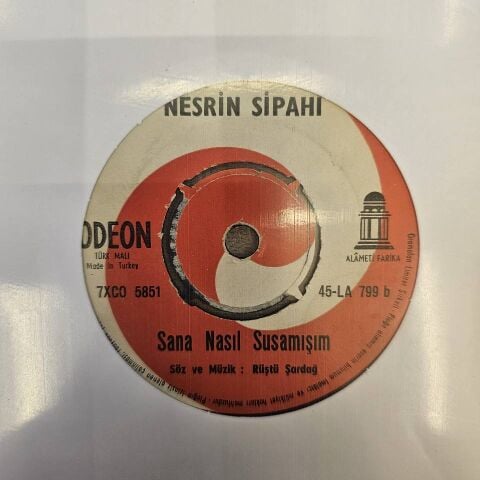 NESRİN SİPAHİ
ODEON
TÜRK MALI
Made in Turkey
ALÂMETİ FARİKA
7XCO 5851
45-LA 799 b
Sana Nasıl Susamışım
Söz ve Müzik : Rüştü Şardağ